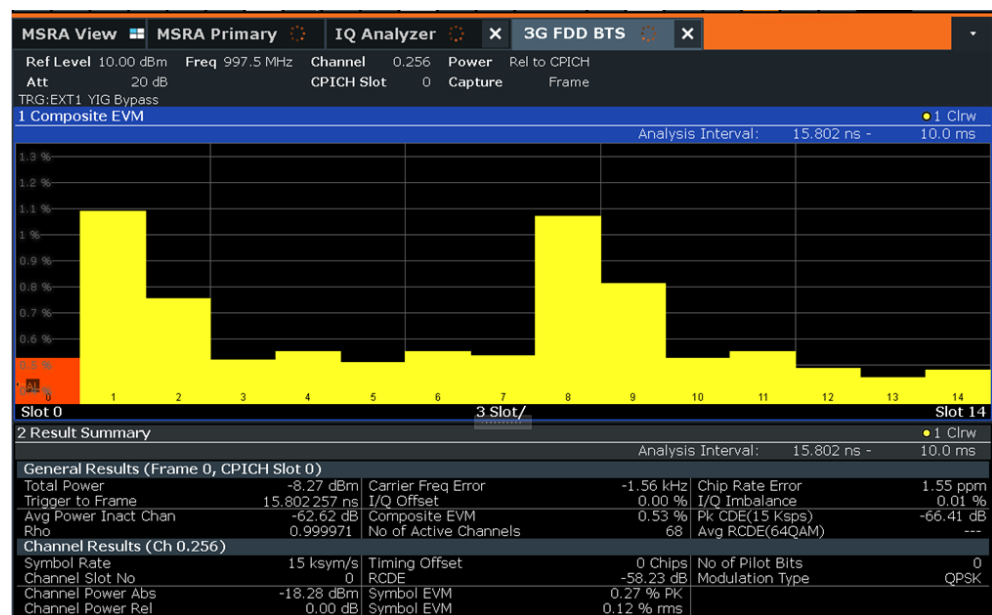 MSRA View MSRA Primary IQ Analyzer X 3G FDD BTS X
Ref Level 10.00 dBm Freq 997.5 MHz Channel 0.256 Power Rel to CPICH
Att 20 dB CPICH Slot 0 Capture Frame
TRG:EXT1 YIG Bypass
1 Composite EVM 1 Clrw
Analysis Interval: 15.802 ns - 10.0 ms
1.3 %
1.2 %
1.1 %
1 %
0.9 %
0.8 %
0.7 %
0.6 %
0.5 %
AL
0 1 2 3 4 5 6 7 8 9 10 11 12 13 14
Slot 0 3 Slot/ Slot 14
2 Result Summary 1 Clrw
Analysis Interval: 15.802 ns - 10.0 ms
General Results (Frame 0, CPICH Slot 0)
Total Power -8.27 dBm Carrier Freq Error -1.56 kHz Chip Rate Error 1.55 ppm
Trigger to Frame 15.802257 ns I/Q Offset 0.00 % I/Q Imbalance 0.01 %
Avg Power Inact Chan -62.62 dB Composite EVM 0.53 % Pk CDE(15 Ksps) -66.41 dB
Rho 0.999971 No of Active Channels 68 Avg RCDE(64QAM) ---
Channel Results (Ch 0.256)
Symbol Rate 15 ksym/s Timing Offset 0 Chips No of Pilot Bits 0
Channel Slot No 0 RCDE -58.23 dB Modulation Type QPSK
Channel Power Abs -18.28 dBm Symbol EVM 0.27 % PK
Channel Power Rel 0.00 dB Symbol EVM 0.12 % rms